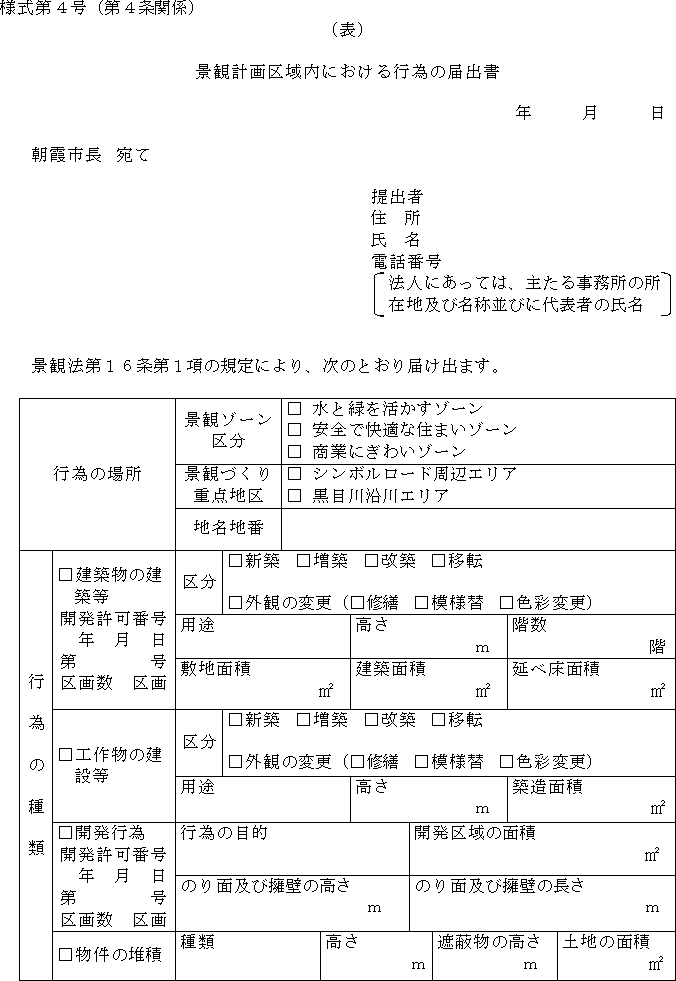 様式第４号（第４条関係）
（表）
景観計画区域内における行為の届出書
年　　　月　　　日
朝霞市長　宛て
提出者
住　所
氏　名
電話番号
法人にあっては、主たる事務所の所
在地及び名称並びに代表者の氏名
景観法第１６条第１項の規定により、次のとおり届け出ます。
行為の場所
景観ゾーン
区分
□ 水と緑を活かすゾーン
□ 安全で快適な住まいゾーン
□ 商業にぎわいゾーン
景観づくり
重点地区
□ シンボルロード周辺エリア
□ 黒目川沿川エリア
地名地番
行為の種類
□建築物の建
築等
開発許可番号
年　月　日
第　　　　号
区画数　区画
区分
□新築　□増築　□改築　□移転
□外観の変更（□修繕　□模様替　□色彩変更）
用途
高さ
ｍ
階数
階
敷地面積
㎡
建築面積
㎡
延べ床面積
㎡
□工作物の建
設等
区分
□新築　□増築　□改築　□移転
□外観の変更（□修繕　□模様替　□色彩変更）
用途
高さ
ｍ
築造面積
㎡
□開発行為
開発許可番号
年　月　日
第　　　　号
区画数　区画
行為の目的
開発区域の面積
㎡
のり面及び擁壁の高さ
ｍ
のり面及び擁壁の長さ
ｍ
□物件の堆積
種類
高さ
ｍ
遮蔽物の高さ
ｍ
土地の面積
㎡